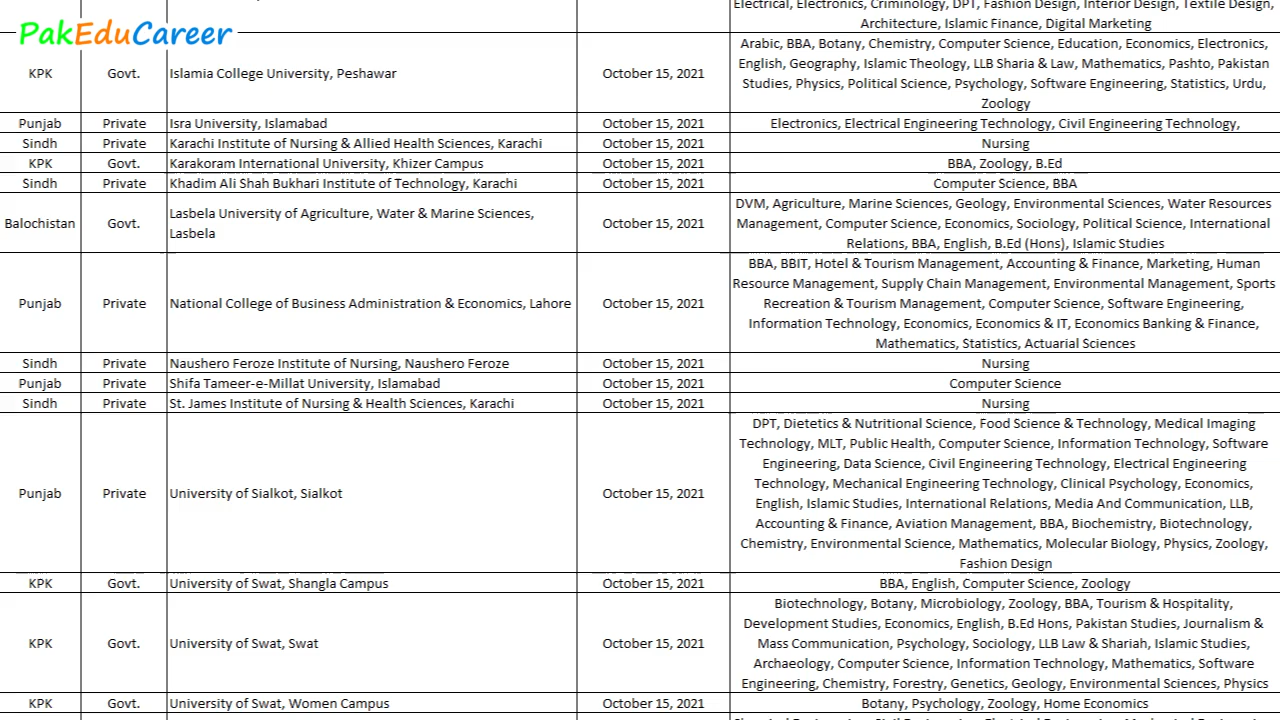 Electrical, Electronics, Criminology, DPT, Fashion Design, Interior Design, Textile Design,
Architecture, Islamic Finance, Digital Marketing
PakEduCareer
KPK Govt. Islamia College University, Peshawar October 15, 2021 Arabic, BBA, Botany, Chemistry, Computer Science, Education, Economics, Electronics,
English, Geography, Islamic Theology, LLB Sharia & Law, Mathematics, Pashto, Pakistan
Studies, Physics, Political Science, Psychology, Software Engineering, Statistics, Urdu,
Zoology
Punjab Private Isra University, Islamabad October 15, 2021 Electronics, Electrical Engineering Technology, Civil Engineering Technology,
Sindh Private Karachi Institute of Nursing & Allied Health Sciences, Karachi October 15, 2021 Nursing
KPK Govt. Karakoram International University, Khizer Campus October 15, 2021 BBA, Zoology, B.Ed
Sindh Private Khadim Ali Shah Bukhari Institute of Technology, Karachi October 15, 2021 Computer Science, BBA
Balochistan Govt. Lasbela University of Agriculture, Water & Marine Sciences,
Lasbela October 15, 2021 DVM, Agriculture, Marine Sciences, Geology, Environmental Sciences, Water Resources
Management, Computer Science, Economics, Sociology, Political Science, International
Relations, BBA, English, B.Ed (Hons), Islamic Studies
Punjab Private National College of Business Administration & Economics, Lahore October 15, 2021 BBA, BBIT, Hotel & Tourism Management, Accounting & Finance, Marketing, Human
Resource Management, Supply Chain Management, Environmental Management, Sports
Recreation & Tourism Management, Computer Science, Software Engineering,
Information Technology, Economics, Economics & IT, Economics Banking & Finance,
Mathematics, Statistics, Actuarial Sciences
Sindh Private Naushero Feroze Institute of Nursing, Naushero Feroze October 15, 2021 Nursing
Punjab Private Shifa Tameer-e-Millat University, Islamabad October 15, 2021 Computer Science
Sindh Private St. James Institute of Nursing & Health Sciences, Karachi October 15, 2021 Nursing
Punjab Private University of Sialkot, Sialkot October 15, 2021 DPT, Dietetics & Nutritional Science, Food Science & Technology, Medical Imaging
Technology, MLT, Public Health, Computer Science, Information Technology, Software
Engineering, Data Science, Civil Engineering Technology, Electrical Engineering
Technology, Mechanical Engineering Technology, Clinical Psychology, Economics,
English, Islamic Studies, International Relations, Media And Communication, LLB,
Accounting & Finance, Aviation Management, BBA, Biochemistry, Biotechnology,
Chemistry, Environmental Science, Mathematics, Molecular Biology, Physics, Zoology,
Fashion Design
KPK Govt. University of Swat, Shangla Campus October 15, 2021 BBA, English, Computer Science, Zoology
KPK Govt. University of Swat, Swat October 15, 2021 Biotechnology, Botany, Microbiology, Zoology, BBA, Tourism & Hospitality,
Development Studies, Economics, English, B.Ed Hons, Pakistan Studies, Journalism &
Mass Communication, Psychology, Sociology, LLB Law & Shariah, Islamic Studies,
Archaeology, Computer Science, Information Technology, Mathematics, Software
Engineering, Chemistry, Forestry, Genetics, Geology, Environmental Sciences, Physics
KPK Govt. University of Swat, Women Campus October 15, 2021 Botany, Psychology, Zoology, Home Economics